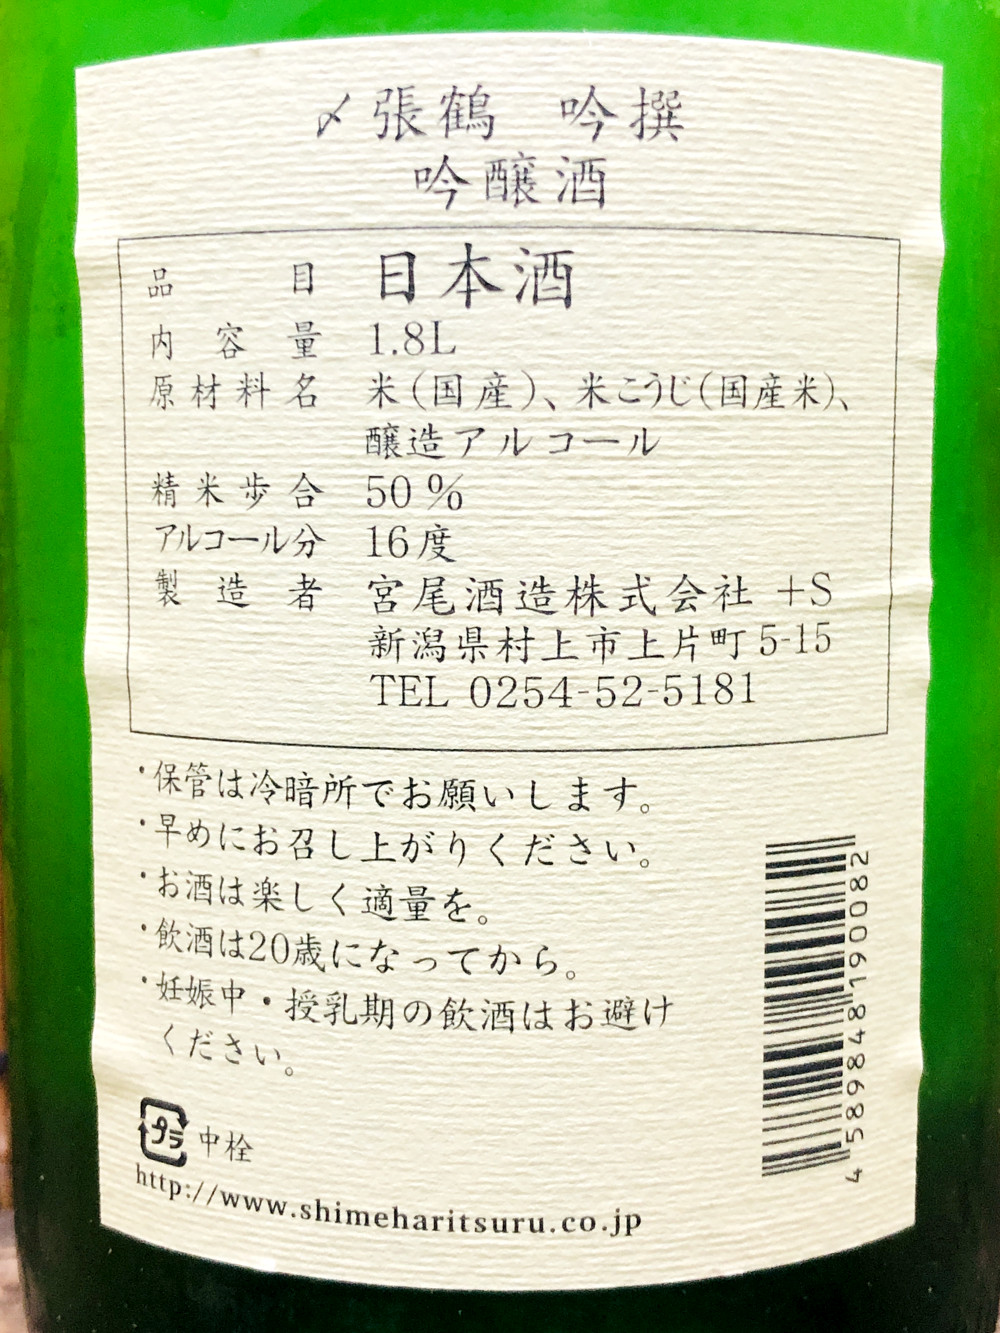 〆張鶴　吟撰
吟醸酒
品目　日本酒
内容量　1.8L
原材料名　米（国産）、米こうじ（国産米）、
醸造アルコール
精米歩合　50%
アルコール分　16度
製造者　宮尾酒造株式会社 +S
新潟県村上市上片町5-15
TEL 0254-52-5181
・保管は冷暗所でお願いします。
・早めにお召し上がりください。
・お酒は楽しく適量を。
・飲酒は20歳になってから。
・妊娠中・授乳期の飲酒はお避け
ください。
プラ 中栓
http://www.shimeharitsuru.co.jp
4589848190082